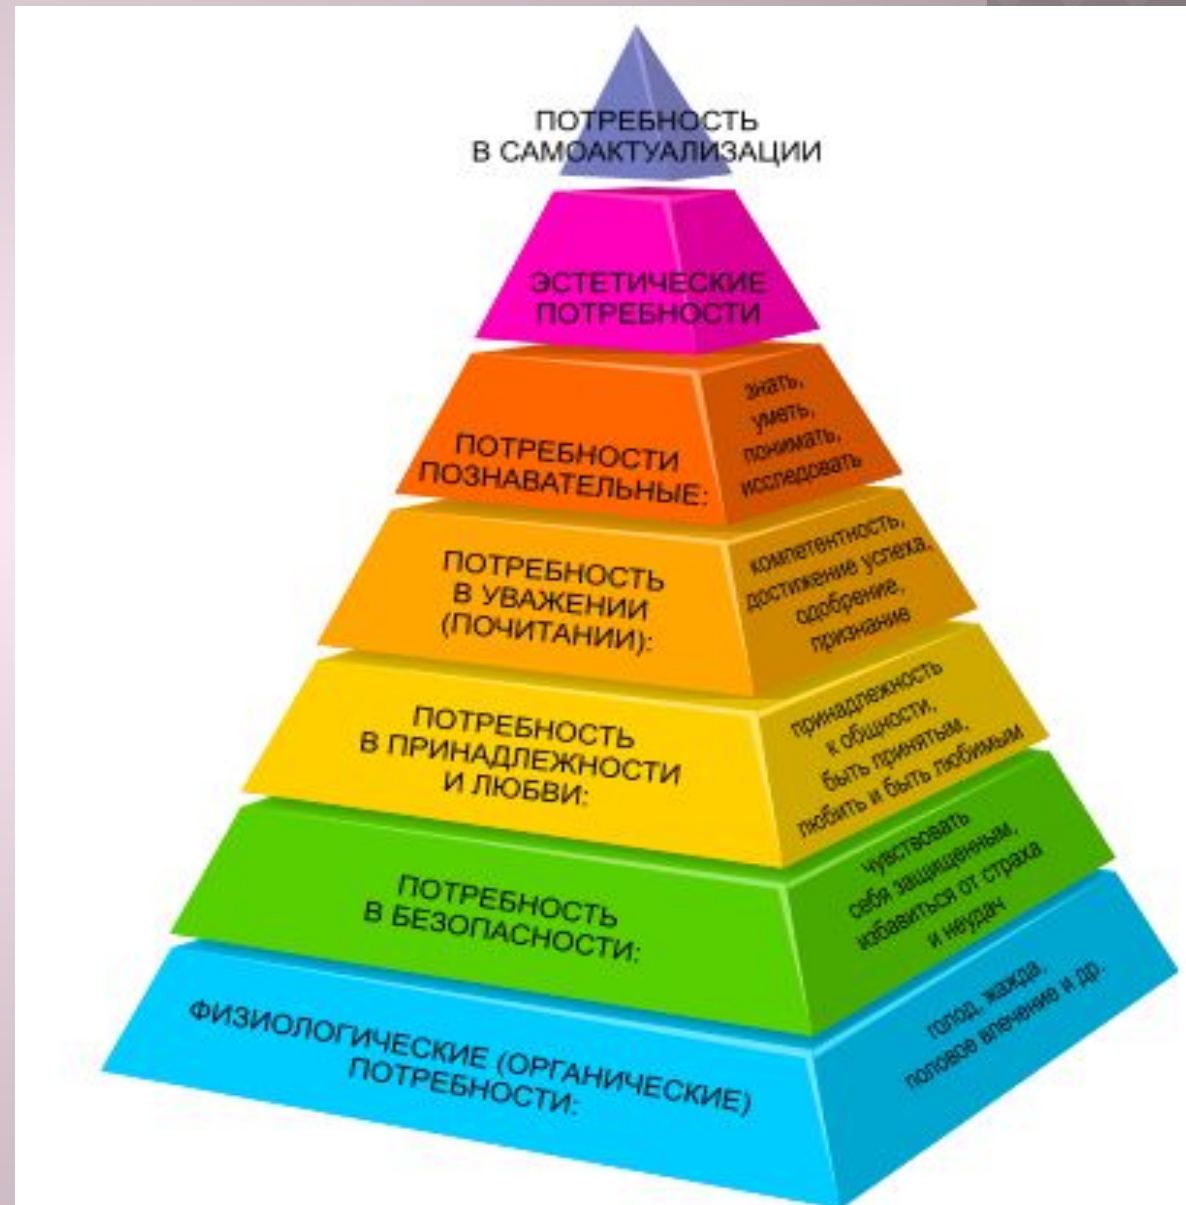 ПОТРЕБНОСТЬ
В САМОАКТУАЛИЗАЦИИ
ЭСТЕТИЧЕСКИЕ
ПОТРЕБНОСТИ
ПОТРЕБНОСТИ
ПОЗНАВАТЕЛЬНЫЕ:
знать,
уметь,
понимать,
исследовать
ПОТРЕБНОСТЬ
В УВАЖЕНИИ
(ПОЧИТАНИИ):
компетентность,
достижение успеха,
одобрение,
признание
ПОТРЕБНОСТЬ
В ПРИНАДЛЕЖНОСТИ
И ЛЮБВИ:
принадлежность
к общности,
быть принятым,
любить и быть любимым
ПОТРЕБНОСТЬ
В БЕЗОПАСНОСТИ:
чувствовать
себя защищенным,
избавиться от страха
и неудач
ФИЗИОЛОГИЧЕСКИЕ (ОРГАНИЧЕСКИЕ)
ПОТРЕБНОСТИ:
голод, жажда,
половое влечение и др.